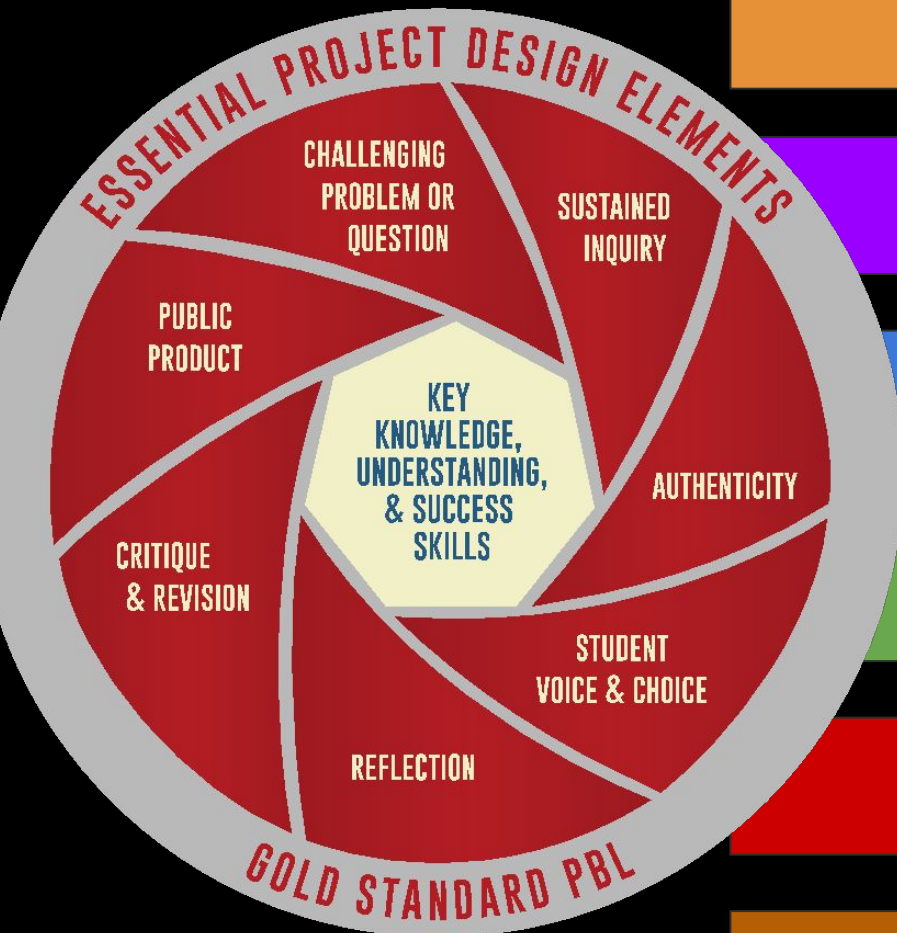 ESSENTIAL PROJECT DESIGN ELEMENTS
CHALLENGING
PROBLEM OR
QUESTION
SUSTAINED
INQUIRY
AUTHENTICITY
STUDENT
VOICE & CHOICE
REFLECTION
CRITIQUE
& REVISION
PUBLIC
PRODUCT
KEY
KNOWLEDGE,
UNDERSTANDING,
& SUCCESS
SKILLS
GOLD STANDARD PBL